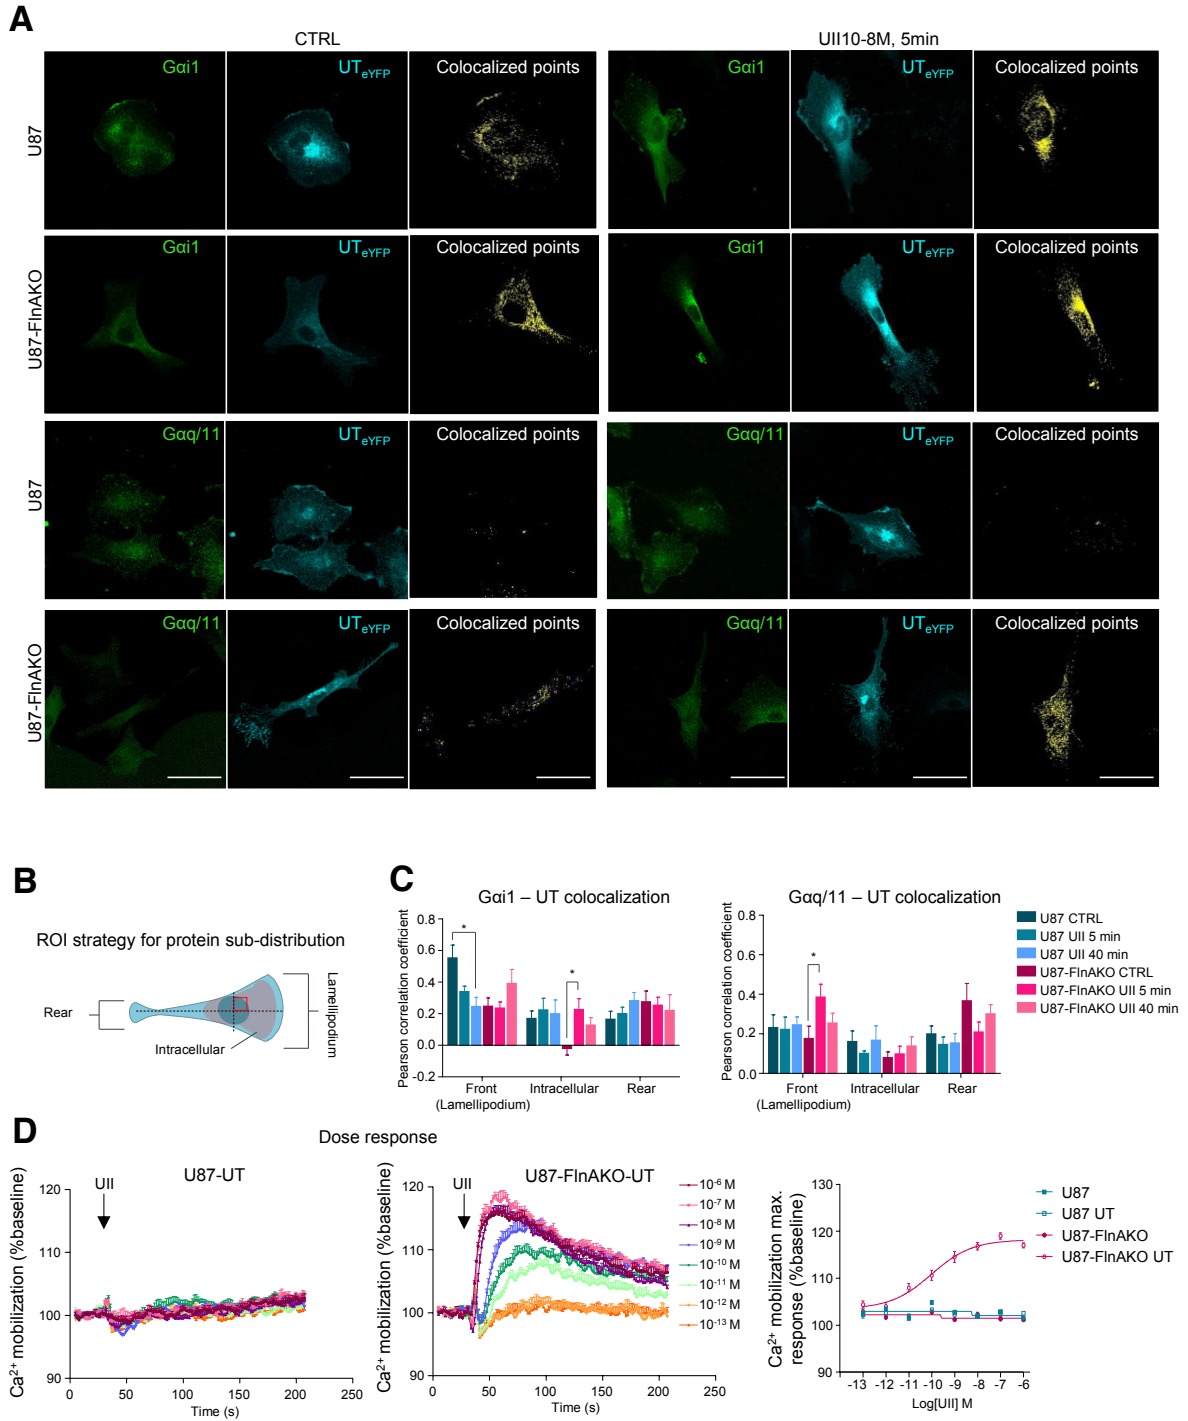 A
CTRL
UII10-8M, 5min
U87
Gαi1
UTeYFP
Colocalized points
Gαi1
UTeYFP
Colocalized points
U87-FlnAKO
Gαi1
UTeYFP
Colocalized points
Gαi1
UTeYFP
Colocalized points
U87
Gαq/11
UTeYFP
Colocalized points
Gαq/11
UTeYFP
Colocalized points
U87-FlnAKO
Gαq/11
UTeYFP
Colocalized points
Gαq/11
UTeYFP
Colocalized points
B
ROI strategy for protein sub-distribution
Rear
Intracellular
Lamellipodium
C
Gαi1 – UT colocalization
Pearson correlation coefficient
0.8
0.6
0.4
0.2
0.0
-0.2
*
*
Front
(Lamellipodium)
Intracellular
Rear
Gαq/11 – UT colocalization
Pearson correlation coefficient
0.8
0.6
0.4
0.2
0.0
*
Front
(Lamellipodium)
Intracellular
Rear
U87 CTRL
U87 UII 5 min
U87 UII 40 min
U87-FlnAKO CTRL
U87-FlnAKO UII 5 min
U87-FlnAKO UII 40 min
D
Dose response
U87-UT
UII
Ca2+ mobilization (%baseline)
120
110
100
90
0 50 100 150 200 250
Time (s)
U87-FlnAKO-UT
UII
Ca2+ mobilization (%baseline)
120
110
100
90
0 50 100 150 200 250
Time (s)
10-6 M
10-7 M
10-8 M
10-9 M
10-10 M
10-11 M
10-12 M
10-13 M
Ca2+ mobilization max.
response (%baseline)
130
120
110
100
90
-13 -12 -11 -10 -9 -8 -7 -6
Log[UII] M
U87
U87 UT
U87-FlnAKO
U87-FlnAKO UT